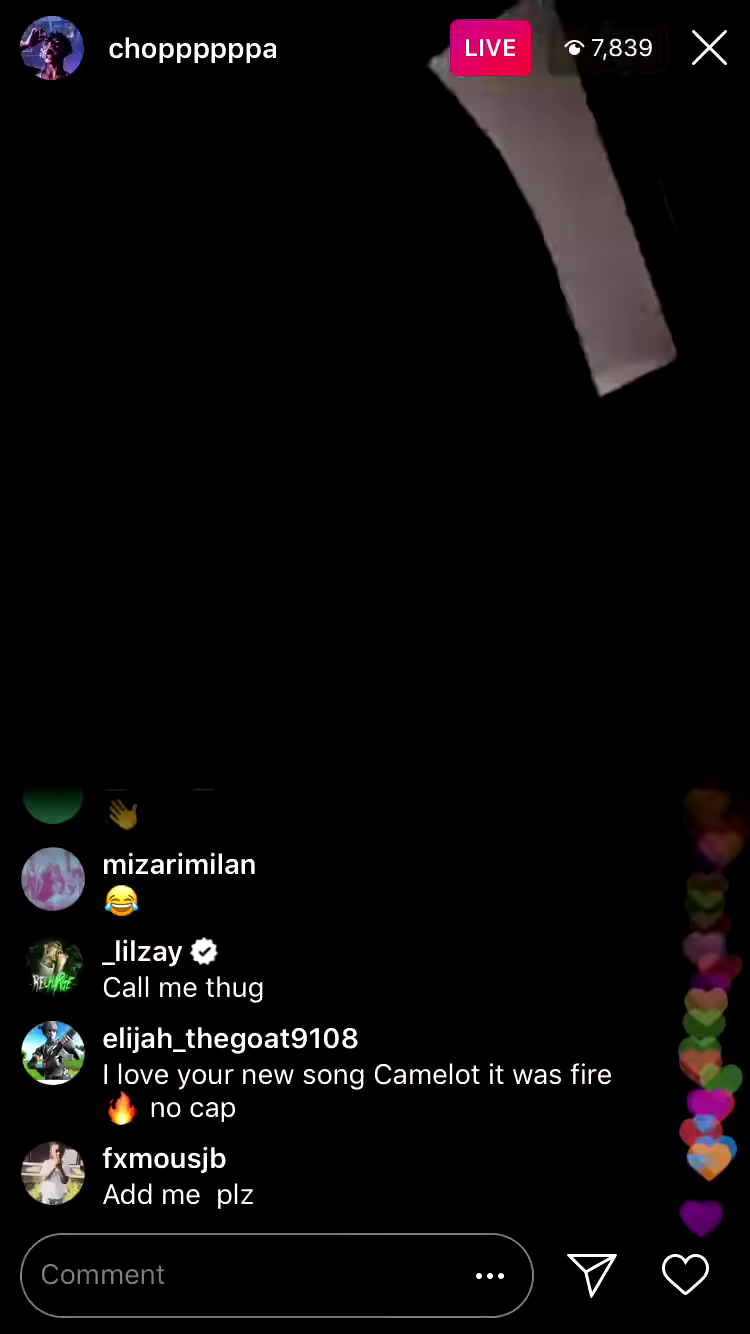 choppppppa
LIVE
7,839
mizarimilan
😂
_lilzay
RECHARGE
Call me thug
elijah_thegoat9108
I love your new song Camelot it was fire
🔥 no cap
fxmousjb
Add me plz
Comment